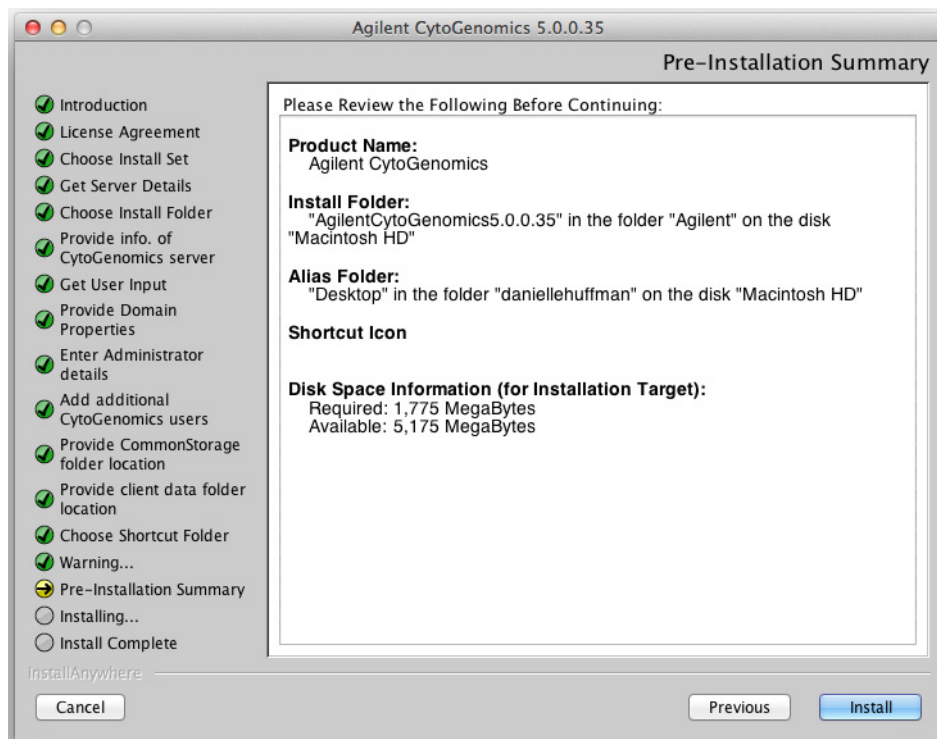 Agilent CytoGenomics 5.0.0.35
Pre-Installation Summary
Introduction
License Agreement
Choose Install Set
Get Server Details
Choose Install Folder
Provide info. of
CytoGenomics server
Get User Input
Provide Domain
Properties
Enter Administrator
details
Add additional
CytoGenomics users
Provide CommonStorage
folder location
Provide client data folder
location
Choose Shortcut Folder
Warning...
Pre-Installation Summary
Installing...
Install Complete
Please Review the Following Before Continuing:
Product Name:
Agilent CytoGenomics
Install Folder:
"AgilentCytoGenomics5.0.0.35" in the folder "Agilent" on the disk
"Macintosh HD"
Alias Folder:
"Desktop" in the folder "daniellehuffman" on the disk "Macintosh HD"
Shortcut Icon
Disk Space Information (for Installation Target):
Required: 1,775 MegaBytes
Available: 5,175 MegaBytes
InstallAnywhere
Cancel
Previous
Install